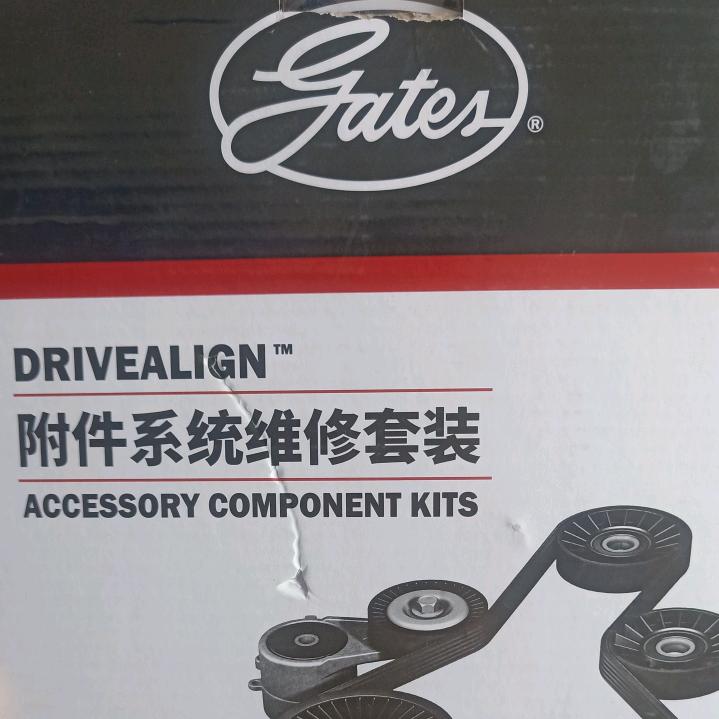 Gates®
DRIVEALIGN™
附件系统维修套装
ACCESSORY COMPONENT KITS